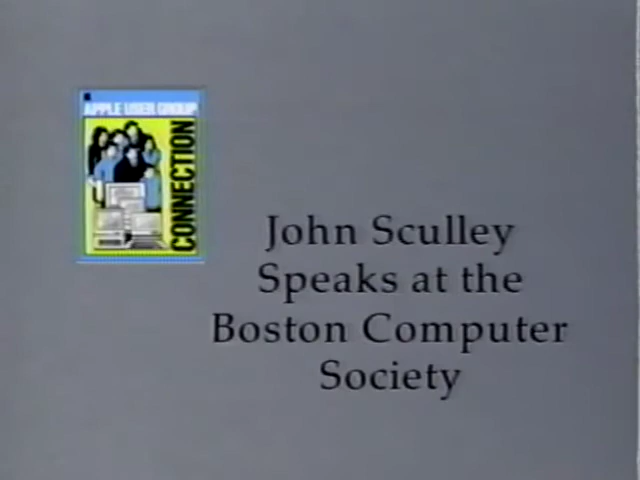 APPLE USER GROUP
CONNECTION
John Sculley
Speaks at the
Boston Computer
Society